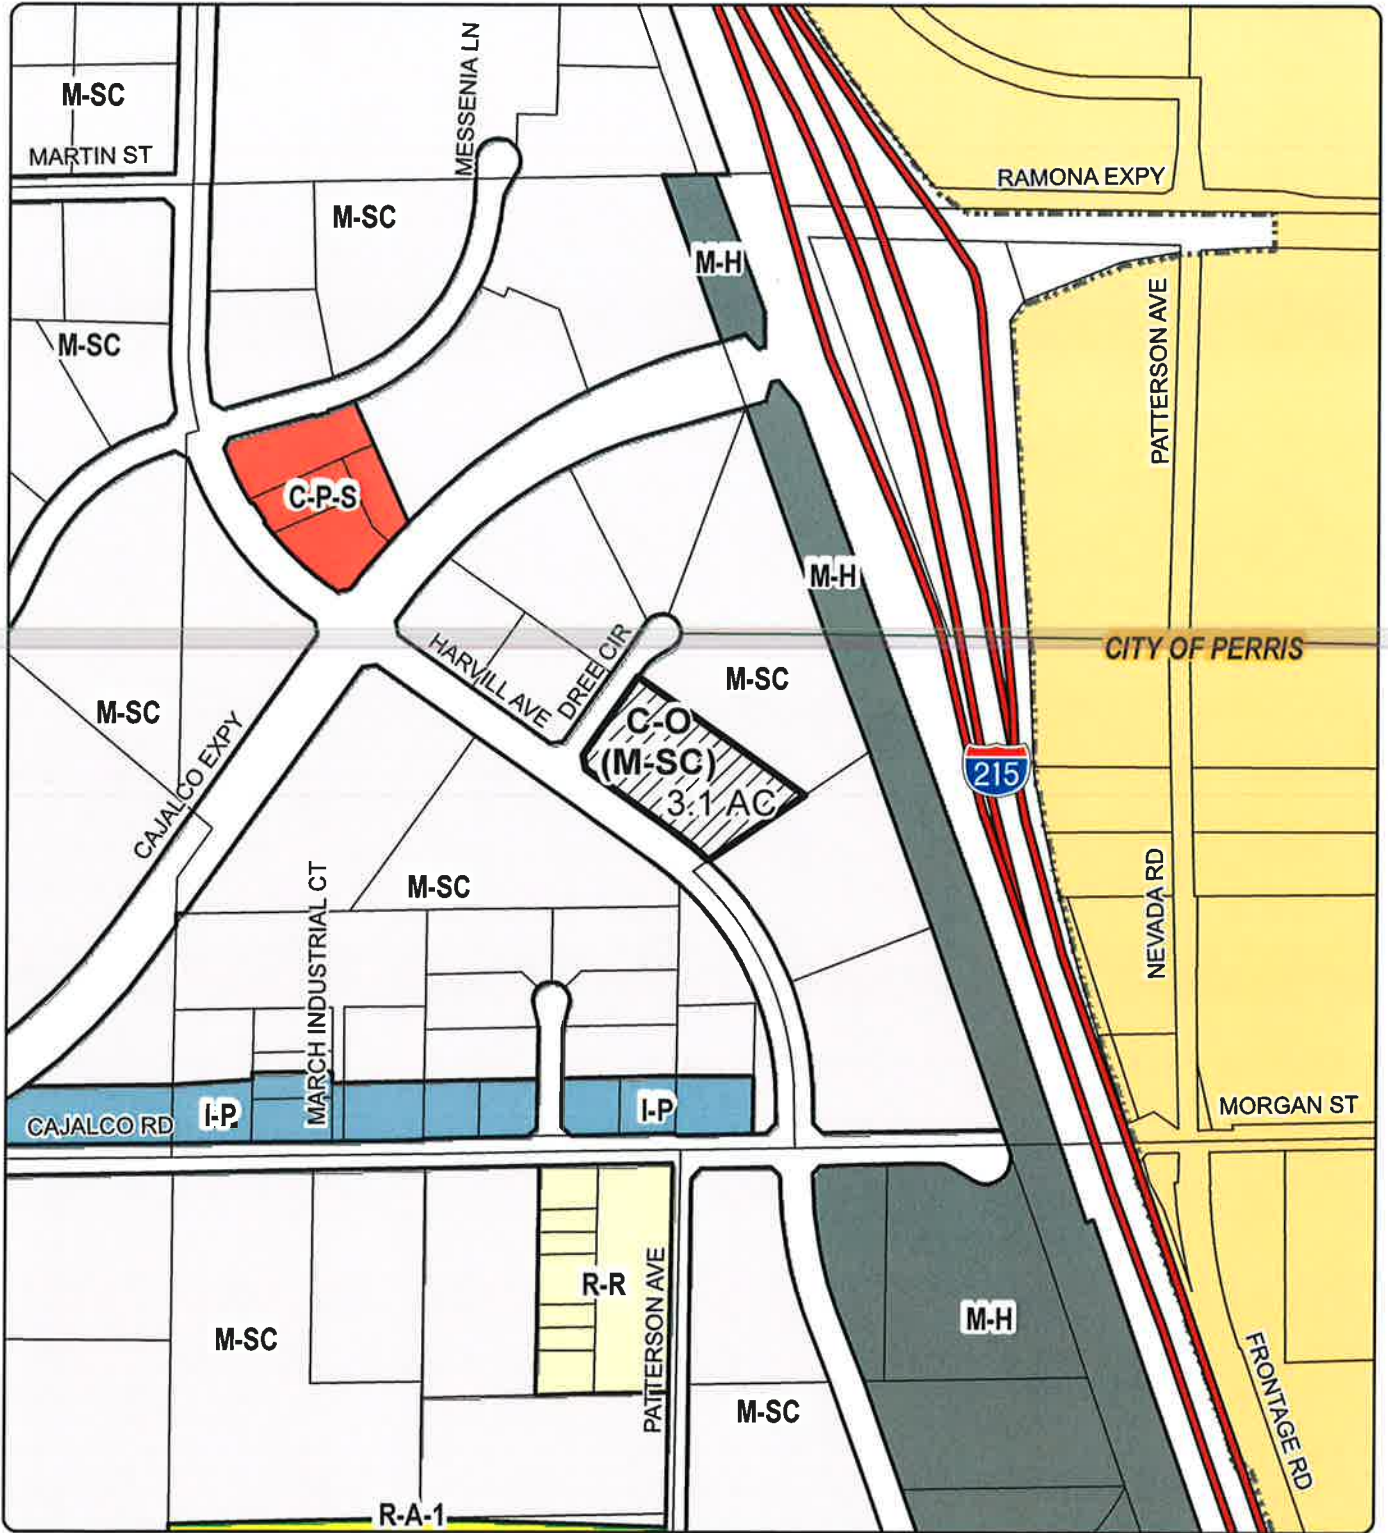 MESSENIA LN
M-SC
MARTIN ST
RAMONA EXPY
M-SC
M-H
PATTERSON AVE
M-SC
C-P-S
M-H
HARVILL AVE
DREE CIR
CITY OF PERRIS
M-SC
M-SC
C-O
(M-SC)
3.1 AC
CAJALCO EXPY
215
M-SC
MARCH INDUSTRIAL CT
NEVADA RD
I-P
I-P
CAJALCO RD
MORGAN ST
R-R
PATTERSON AVE
M-H
M-SC
FRONTAGE RD
M-SC
R-A-1